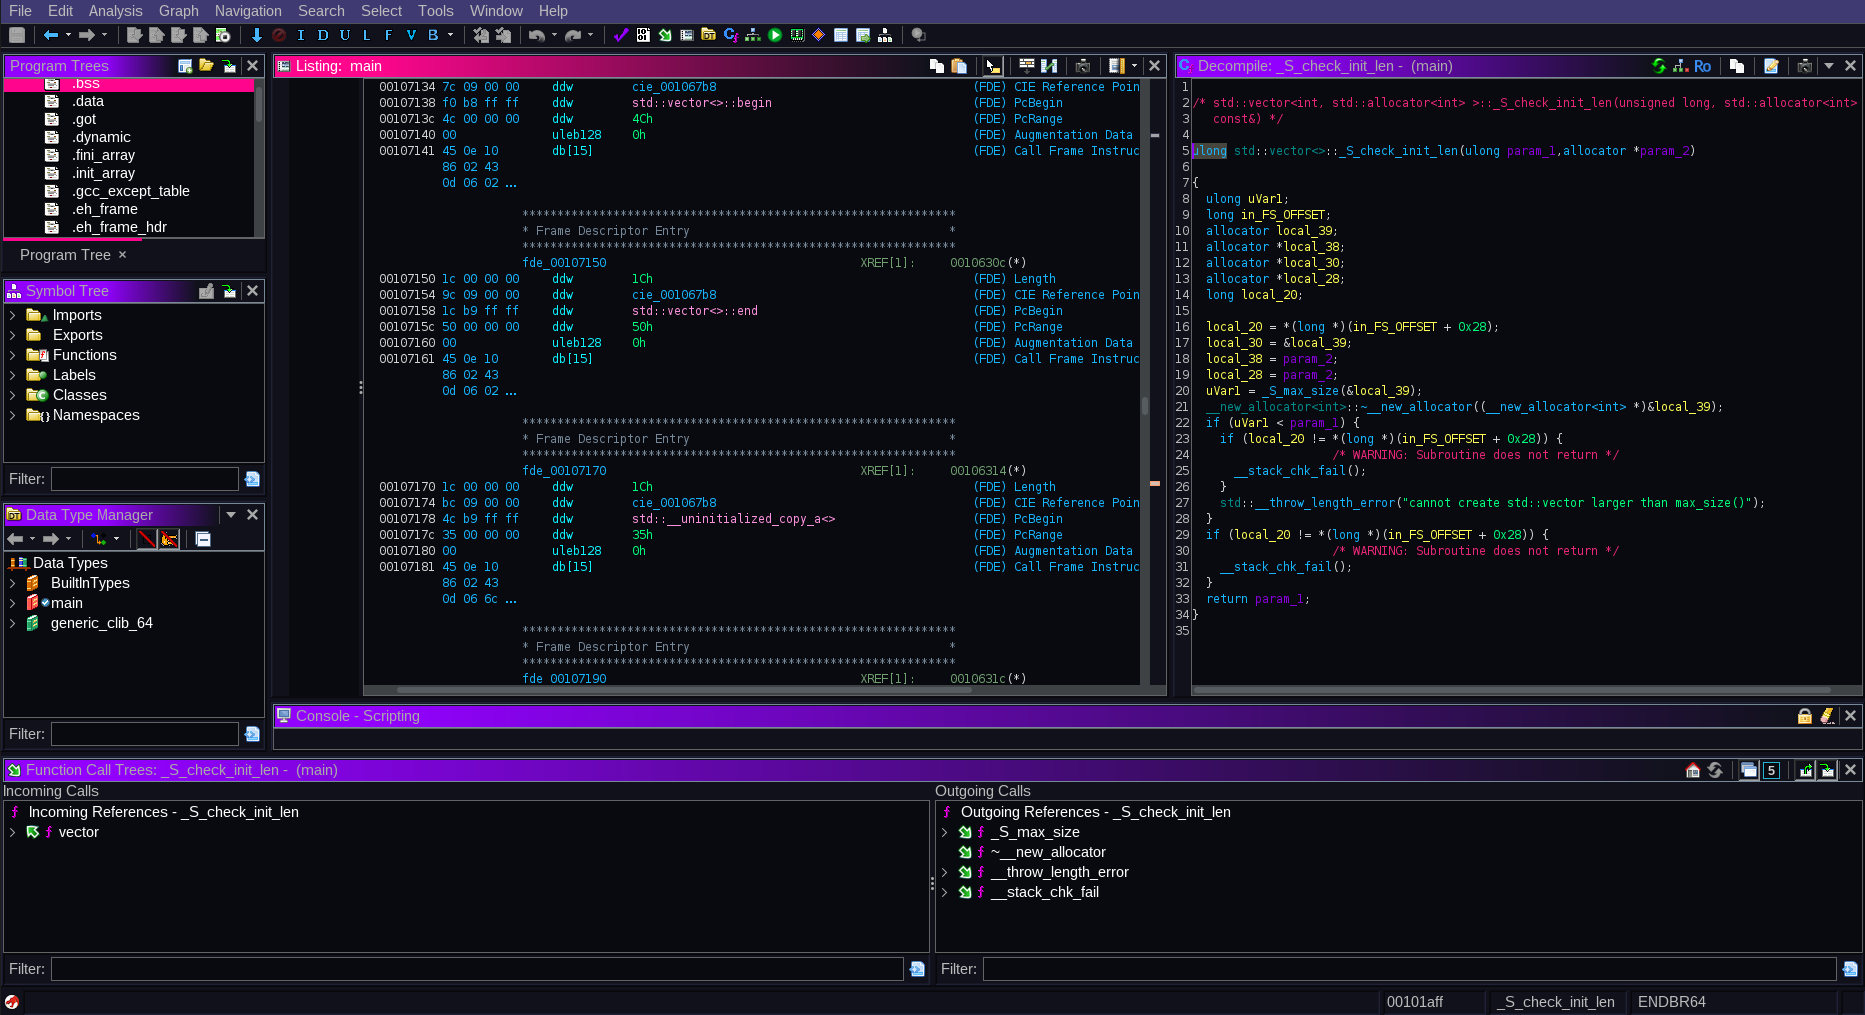 File Edit Analysis Graph Navigation Search Select Tools Window Help
I D U L F V B
Program Trees
.bss
.data
.got
.dynamic
.fini_array
.init_array
.gcc_except_table
.eh_frame
.eh_frame_hdr
Program Tree ×
Symbol Tree
Imports
Exports
Functions
Labels
Classes
Namespaces
Filter:
Data Type Manager
Data Types
BuiltInTypes
main
generic_clib_64
Filter:
Listing: main
00107134 7c 09 00 00 ddw cie_001067b8 (FDE) CIE Reference Poin
00107138 f0 b8 ff ff ddw std::vector<>::begin (FDE) PcBegin
0010713c 4c 00 00 00 ddw 4Ch (FDE) PcRange
00107140 00 uleb128 0h (FDE) Augmentation Data
00107141 45 0e 10 db[15] (FDE) Call Frame Instruc
86 02 43
0d 06 02 ...
**************************************************************
* Frame Descriptor Entry *
**************************************************************
fde_00107150 XREF[1]: 0010630c(*)
00107150 1c 00 00 00 ddw 1Ch (FDE) Length
00107154 9c 09 00 00 ddw cie_001067b8 (FDE) CIE Reference Poin
00107158 1c b9 ff ff ddw std::vector<>::end (FDE) PcBegin
0010715c 50 00 00 00 ddw 50h (FDE) PcRange
00107160 00 uleb128 0h (FDE) Augmentation Data
00107161 45 0e 10 db[15] (FDE) Call Frame Instruc
86 02 43
0d 06 02 ...
**************************************************************
* Frame Descriptor Entry *
**************************************************************
fde_00107170 XREF[1]: 00106314(*)
00107170 1c 00 00 00 ddw 1Ch (FDE) Length
00107174 bc 09 00 00 ddw cie_001067b8 (FDE) CIE Reference Poin
00107178 4c b9 ff ff ddw std::__uninitialized_copy_a<> (FDE) PcBegin
0010717c 35 00 00 00 ddw 35h (FDE) PcRange
00107180 00 uleb128 0h (FDE) Augmentation Data
00107181 45 0e 10 db[15] (FDE) Call Frame Instruc
86 02 43
0d 06 6c ...
**************************************************************
* Frame Descriptor Entry *
**************************************************************
fde_00107190 XREF[1]: 0010631c(*)
Decompile: _S_check_init_len - (main)
Ro
1
2 /* std::vector<int, std::allocator<int> >::_S_check_init_len(unsigned long, std::allocator<int>
3 const&) */
4
5 ulong std::vector<>::_S_check_init_len(ulong param_1,allocator *param_2)
6
7 {
8 ulong uVar1;
9 long in_FS_OFFSET;
10 allocator local_39;
11 allocator *local_38;
12 allocator *local_30;
13 allocator *local_28;
14 long local_20;
15
16 local_20 = *(long *)(in_FS_OFFSET + 0x28);
17 local_30 = &local_39;
18 local_38 = param_2;
19 local_28 = param_2;
20 uVar1 = _S_max_size(&local_39);
21 __new_allocator<int>::~__new_allocator((__new_allocator<int> *)&local_39);
22 if (uVar1 < param_1) {
23 if (local_20 != *(long *)(in_FS_OFFSET + 0x28)) {
24 /* WARNING: Subroutine does not return */
25 __stack_chk_fail();
26 }
27 std::__throw_length_error("cannot create std::vector larger than max_size()");
28 }
29 if (local_20 != *(long *)(in_FS_OFFSET + 0x28)) {
30 /* WARNING: Subroutine does not return */
31 __stack_chk_fail();
32 }
33 return param_1;
34 }
35
Console - Scripting
Function Call Trees: _S_check_init_len - (main)
5
Incoming Calls
f Incoming References - _S_check_init_len
f vector
Filter:
Outgoing Calls
f Outgoing References - _S_check_init_len
f _S_max_size
f ~__new_allocator
f __throw_length_error
f __stack_chk_fail
Filter:
00101aff _S_check_init_len ENDBR64